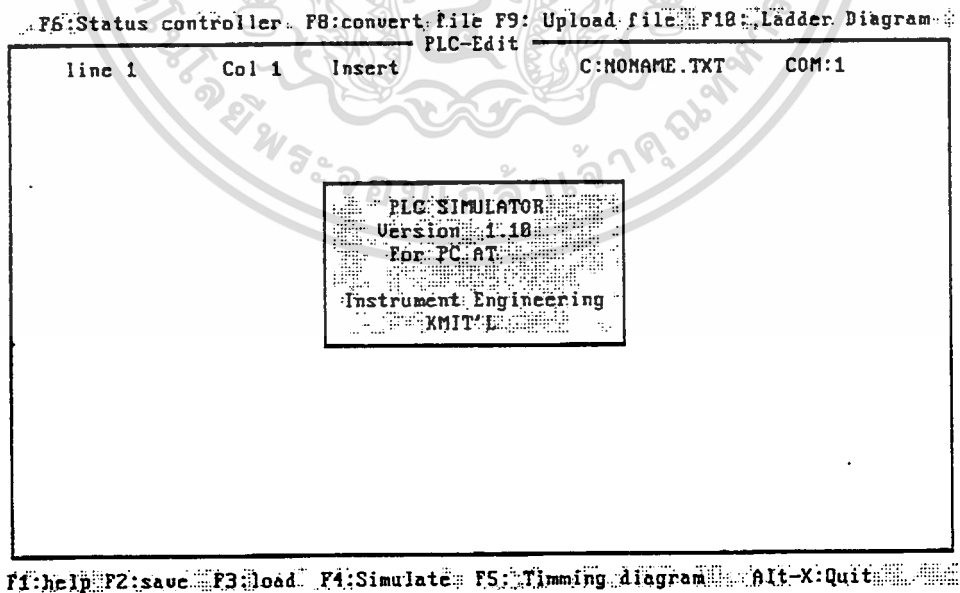 F6:Status controller F8:convert file F9: Upload file F10: Ladder Diagram
PLC-Edit
line 1 Col 1 Insert C:NONAME.TXT COM:1
PLC SIMULATOR
Version 1.10
For PC AT
Instrument Engineering
KMIT'L
F1:help F2:save F3:load F4:Simulate F5: Timming diagram Alt-X:Quit